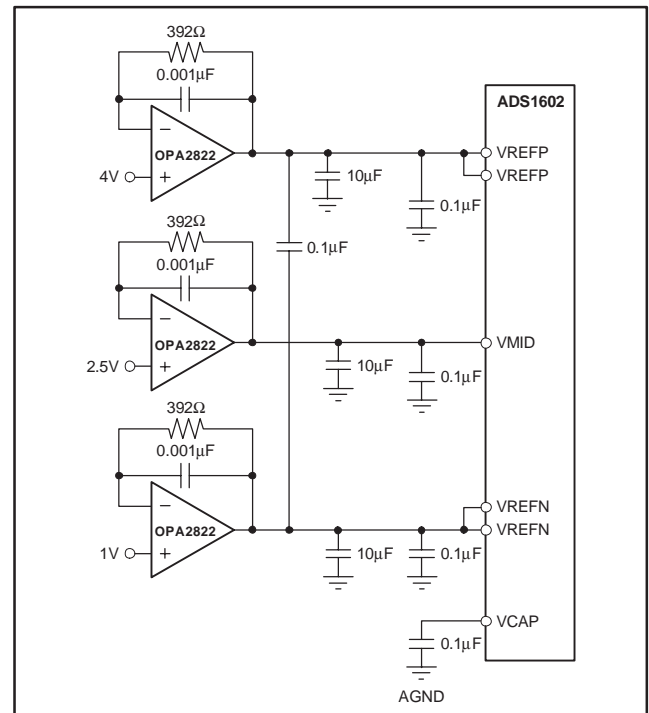 392Ω
0.001μF
ADS1602
OPA2822
4V
VREFP
VREFP
10μF
0.1μF
0.1μF
392Ω
0.001μF
OPA2822
2.5V
VMID
10μF
0.1μF
392Ω
0.001μF
OPA2822
1V
VREFN
VREFN
10μF
0.1μF
VCAP
0.1μF
AGND